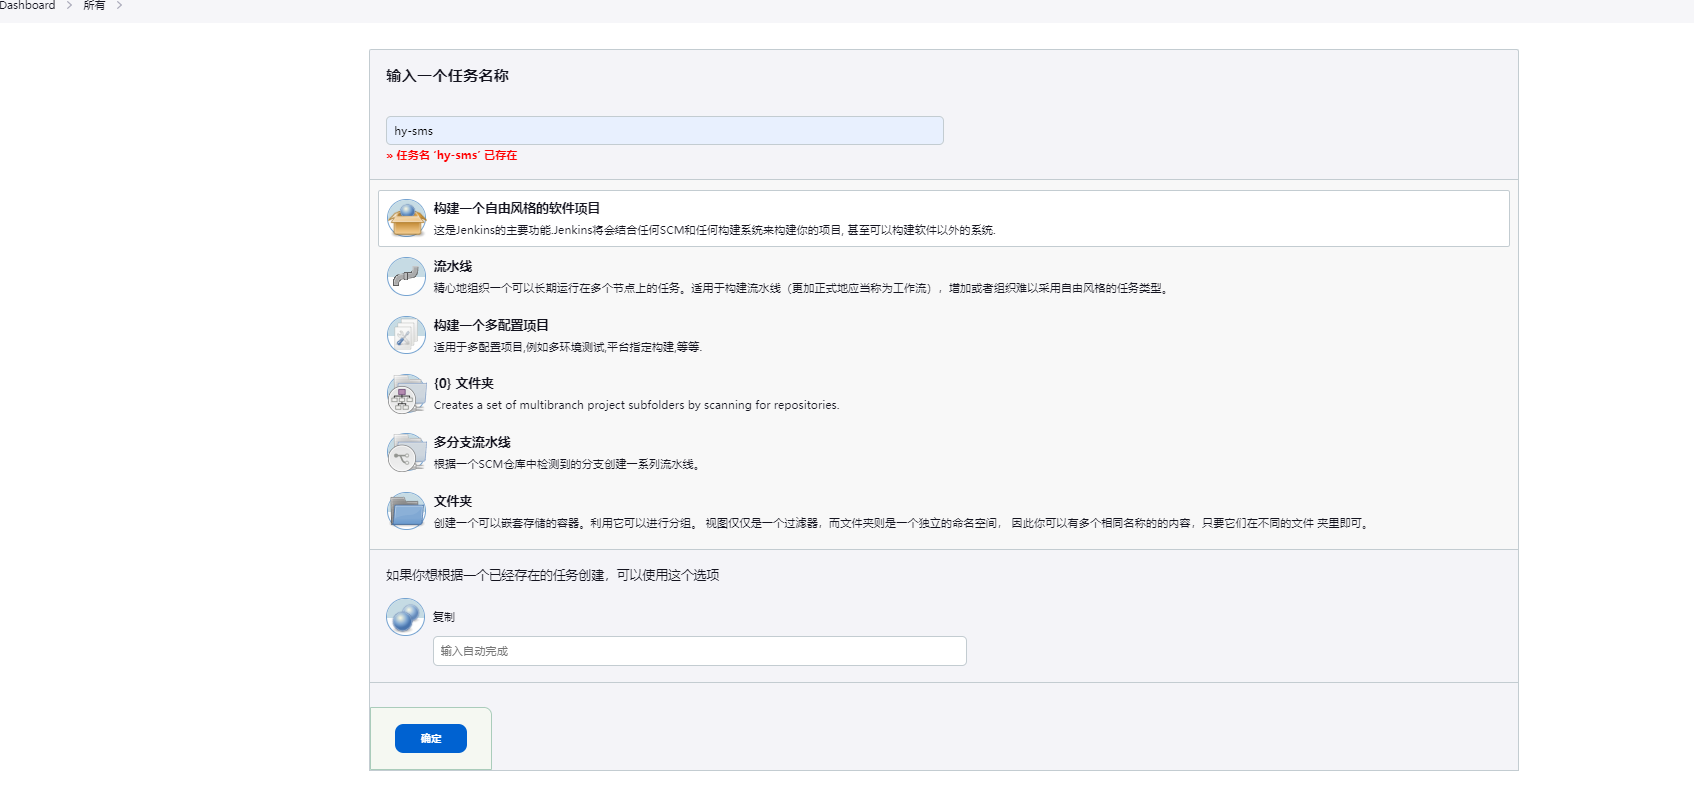 Dashboard
所有
输入一个任务名称
hy-sms
» 任务名 ‘hy-sms’ 已存在
构建一个自由风格的软件项目
这是Jenkins的主要功能.Jenkins将会结合任何SCM和任何构建系统来构建你的项目, 甚至可以构建软件以外的系统.
流水线
精心地组织一个可以长期运行在多个节点上的任务。适用于构建流水线（更加正式地应当称为工作流），增加或者组织难以采用自由风格的任务类型。
构建一个多配置项目
适用于多配置项目,例如多环境测试,平台指定构建,等等.
{0} 文件夹
Creates a set of multibranch project subfolders by scanning for repositories.
多分支流水线
根据一个SCM仓库中检测到的分支创建一系列流水线。
文件夹
创建一个可以嵌套存储的容器。利用它可以进行分组。 视图仅仅是一个过滤器，而文件夹则是一个独立的命名空间， 因此你可以有多个相同名称的的内容，只要它们在不同的文件 夹里即可。
如果你想根据一个已经存在的任务创建，可以使用这个选项
复制
输入自动完成
确定